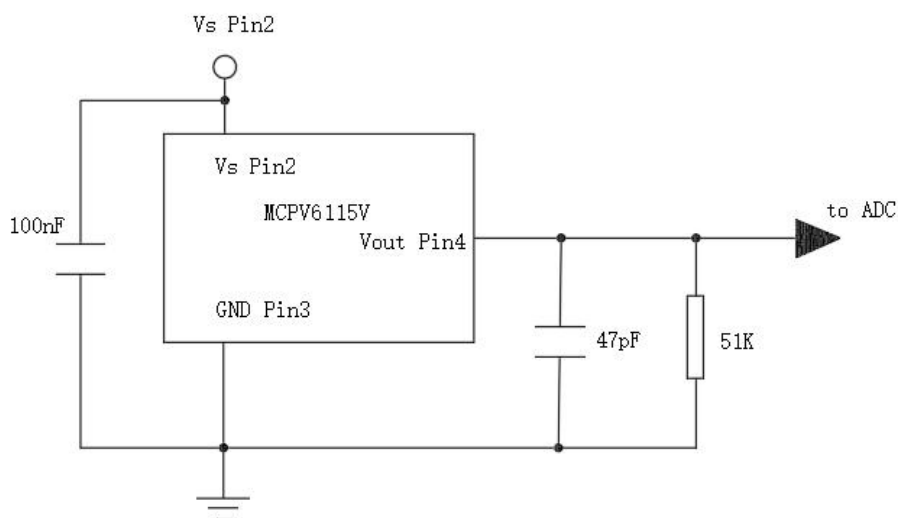 Vs Pin2
Vs Pin2
MCPV6115V
to ADC
100nF
Vout Pin4
GND Pin3
47pF
51K